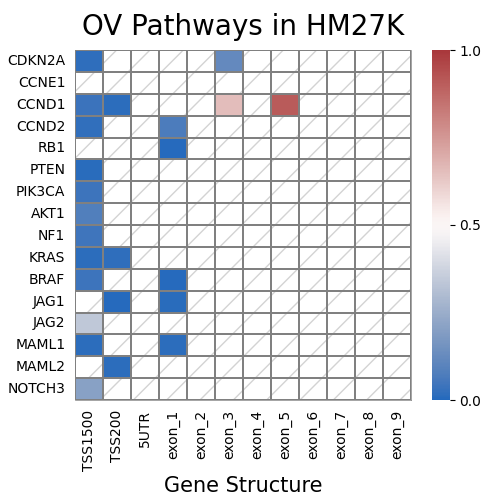 OV Pathways in HM27K
CDKN2A
CCNE1
CCND1
CCND2
RB1
PTEN
PIK3CA
AKT1
NF1
KRAS
BRAF
JAG1
JAG2
MAML1
MAML2
NOTCH3
1.0
0.5
0.0
TSS1500
TSS200
5UTR
exon_1
exon_2
exon_3
exon_4
exon_5
exon_6
exon_7
exon_8
exon_9
Gene Structure